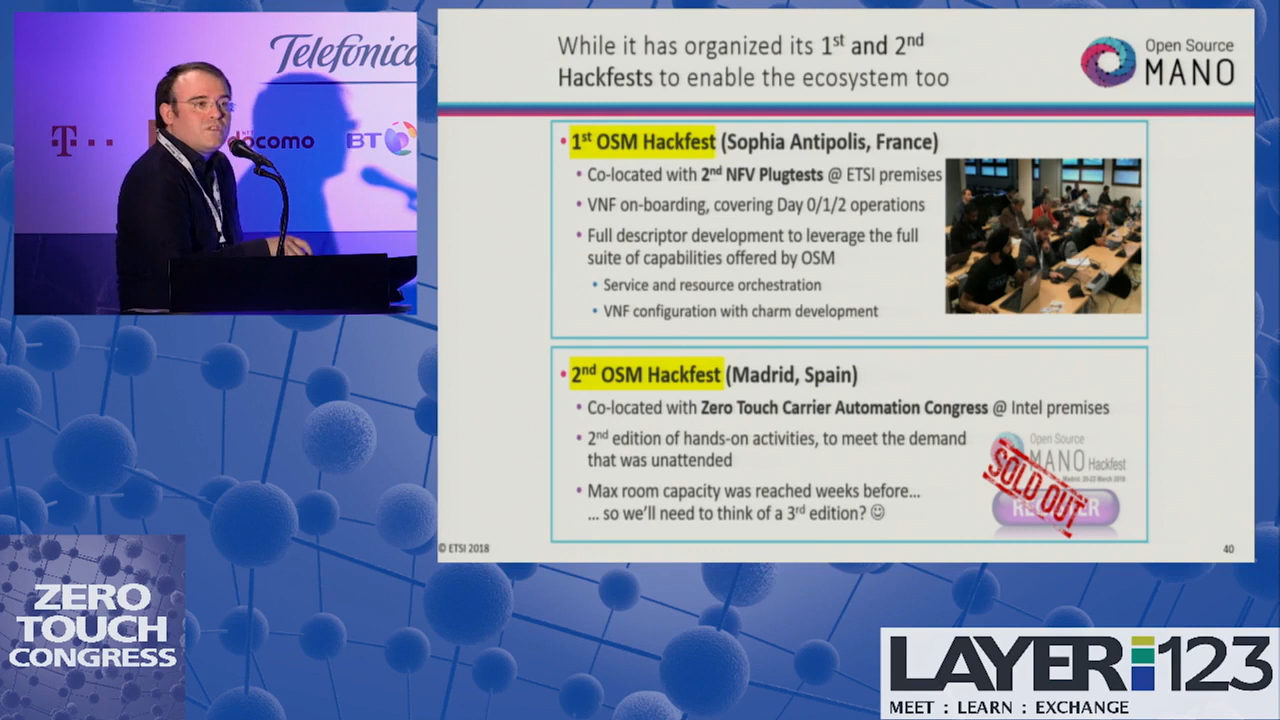 Telefónica
T
docomo
BT
While it has organized its 1st and 2nd
Hackfests to enable the ecosystem too
Open Source
MANO
• 1st OSM Hackfest (Sophia Antipolis, France)
• Co-located with 2nd NFV Plugtests @ ETSI premises
• VNF on-boarding, covering Day 0/1/2 operations
• Full descriptor development to leverage the full
suite of capabilities offered by OSM
• Service and resource orchestration
• VNF configuration with charm development
• 2nd OSM Hackfest (Madrid, Spain)
• Co-located with Zero Touch Carrier Automation Congress @ Intel premises
• 2nd edition of hands-on activities, to meet the demand
that was unattended
• Max room capacity was reached weeks before…
… so we'll need to think of a 3rd edition? ☺
Open Source
MANO Hackfest
SOLD OUT
© ETSI 2018
40
ZERO
TOUCH
CONGRESS
LAYER123
MEET : LEARN : EXCHANGE